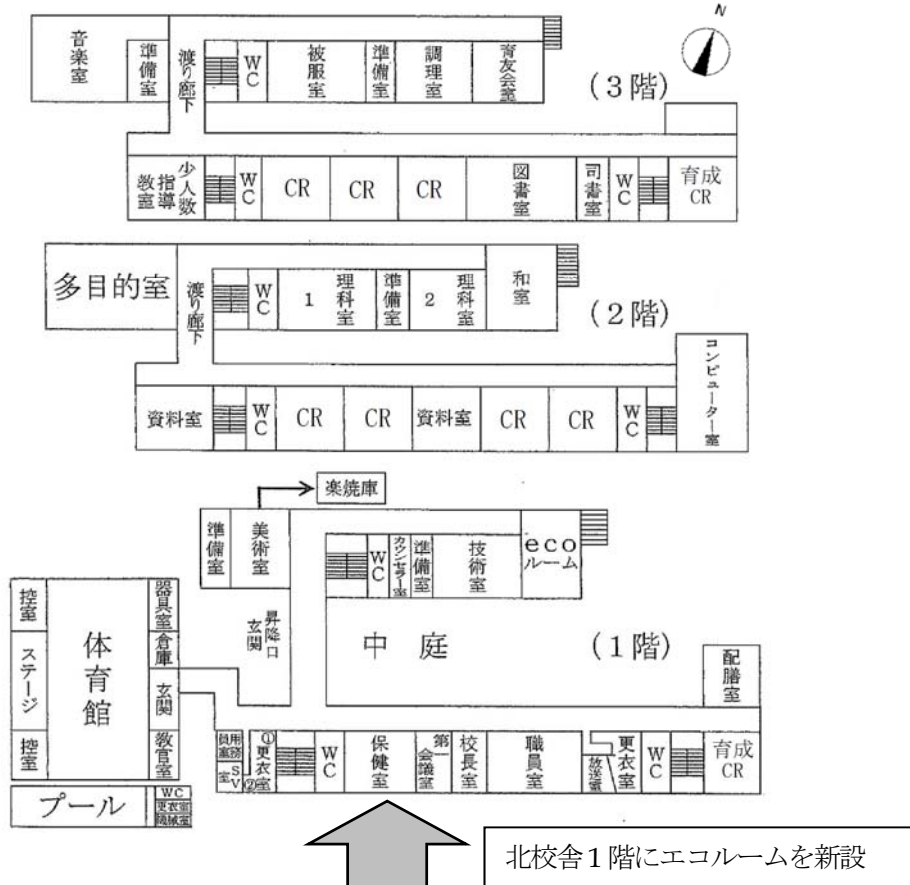 N
音楽室
準備室
渡り廊下
WC
被服室
準備室
調理室
育友会室
(3階)
少人数
指導
教室
WC
CR
CR
CR
図書室
司書室
WC
育成
CR
多目的室
渡り廊下
WC
1
理科室
準備室
2
理科室
和室
(2階)
コンピューター室
資料室
WC
CR
CR
資料室
CR
CR
WC
楽焼庫
準備室
美術室
WC
カウンセラー室
準備室
技術室
eco
ルーム
昇降口
玄関
中庭
(1階)
配膳室
控室
ステージ
控室
体育館
器具室
倉庫
玄関
教官室
用務
員室
SV
室
①
更衣室
②
WC
保健室
第一
会議室
校長室
職員室
放送室
更衣室
WC
育成
CR
プール
WC
更衣室
機械室
北校舎1階にエコルームを新設